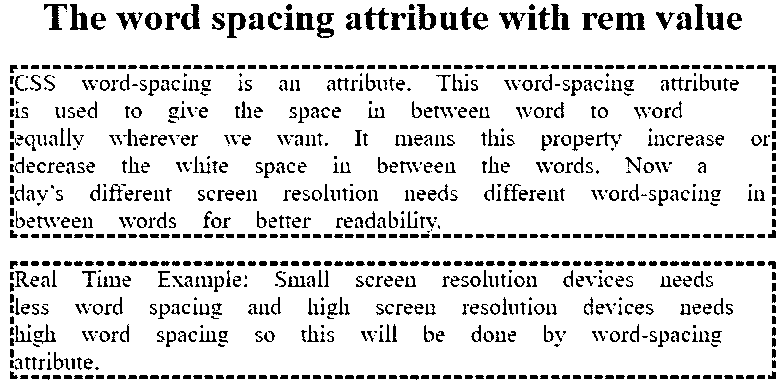 The word spacing attribute with rem value
CSS word-spacing is an attribute. This word-spacing attribute
is used to give the space in between word to word
equally wherever we want. It means this property increase or
decrease the white space in between the words. Now a
day's different screen resolution needs different word-spacing in
between words for better readability.
Real Time Example: Small screen resolution devices needs
less word spacing and high screen resolution devices needs
high word spacing so this will be done by word-spacing
attribute.